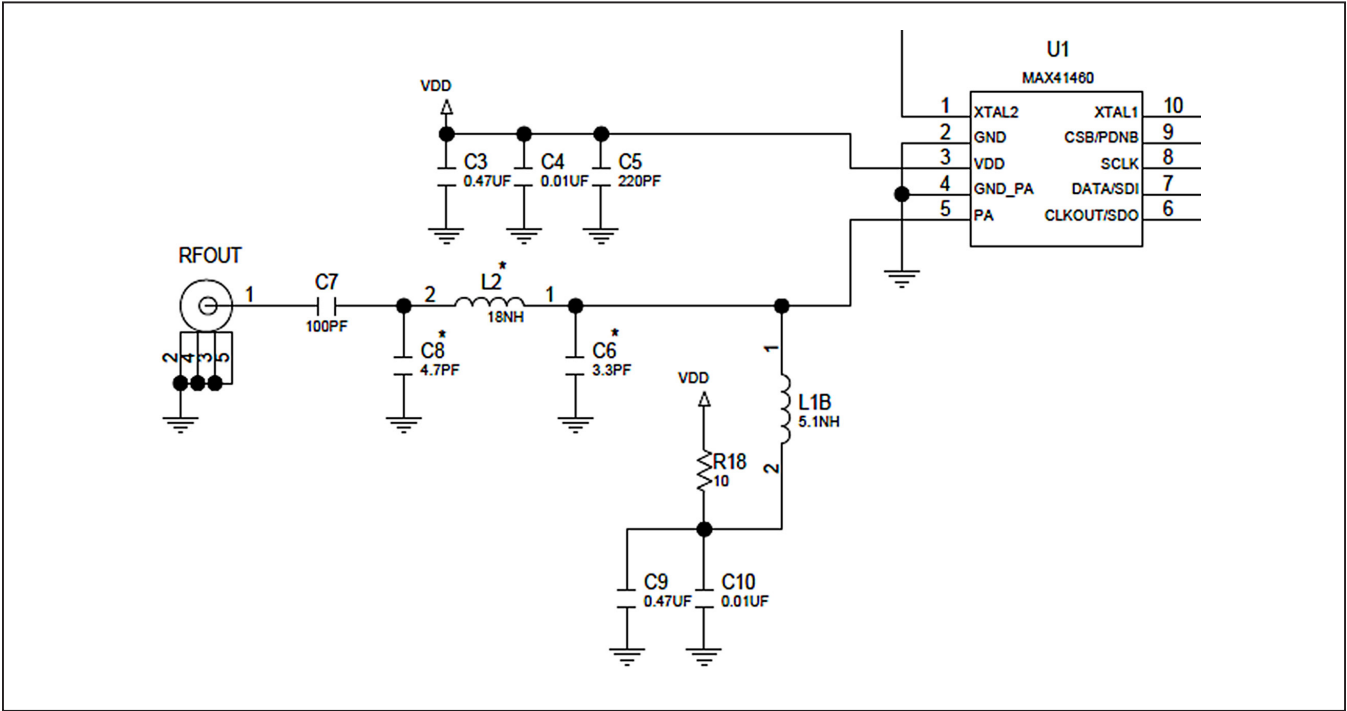 U1
MAX41460
VDD
1 XTAL2 XTAL1 10
2 GND CSB/PDNB 9
3 VDD SCLK 8
4 GND_PA DATA/SDI 7
5 PA CLKOUT/SDO 6
C3 C4 C5
0.47UF 0.01UF 220PF
RFOUT
1
C7
100PF
2 L2* 1
18NH
2 4 3 5
C8*
4.7PF
C6*
3.3PF
VDD
1
L1B
5.1NH
2
R18
10
C9 C10
0.47UF 0.01UF